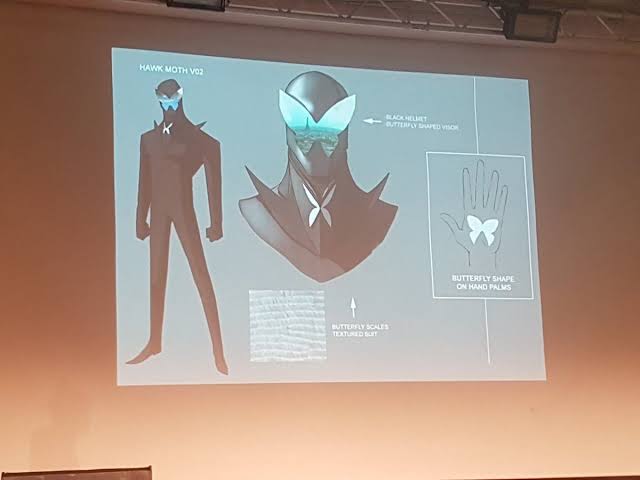 HAWK MOTH V02
BLACK HELMET
BUTTERFLY SHAPED VISOR
BUTTERFLY SHAPE
ON HAND PALMS
BUTTERFLY SCALES
TEXTURED SUIT